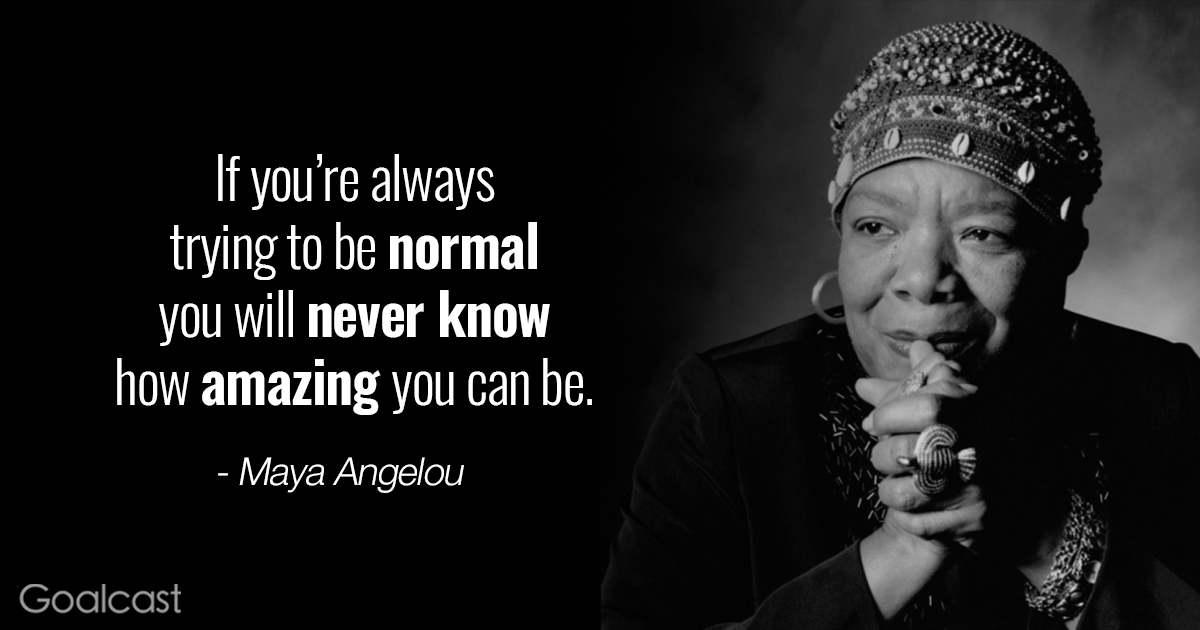 If you’re always
trying to be normal
you will never know
how amazing you can be.
- Maya Angelou
Goalcast